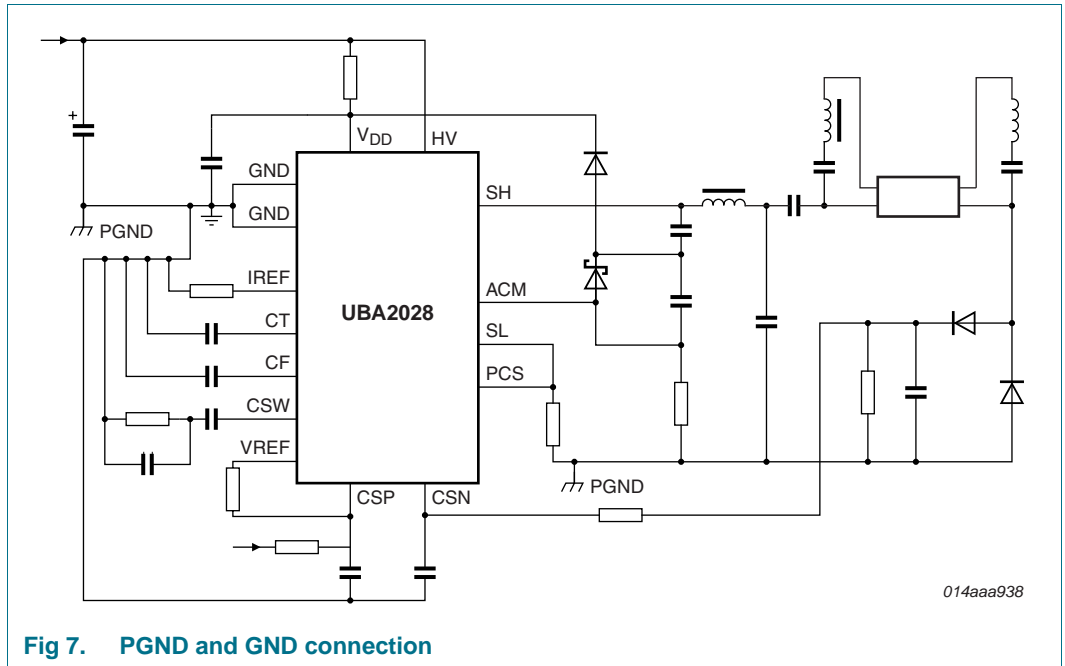 +
VDD
HV
GND
SH
GND
PGND
IREF
ACM
UBA2028
CT
SL
CF
PCS
CSW
VREF
PGND
CSP
CSN
014aaa938
Fig 7. PGND and GND connection